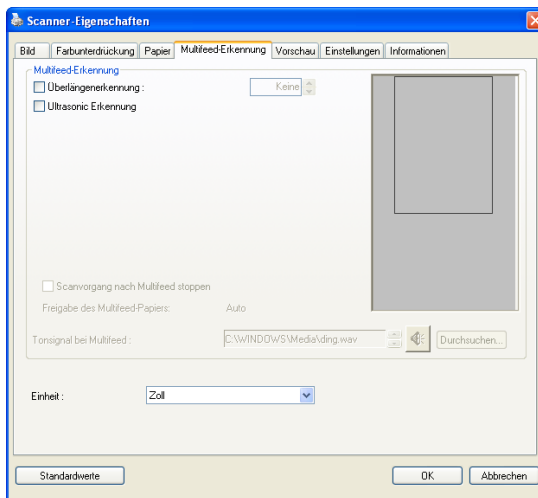 Scanner-Eigenschaften
Bild Farbunterdrückung Papier Multifeed-Erkennung Vorschau Einstellungen Informationen
Multifeed-Erkennung
Überlängenerkennung : Keine
Ultrasonic Erkennung
Scanvorgang nach Multifeed stoppen
Freigabe des Multifeed-Papiers: Auto
Tonsignal bei Multifeed : C:\WINDOWS\Media\ding.wav Durchsuchen...
Einheit : Zoll
Standardwerte OK Abbrechen